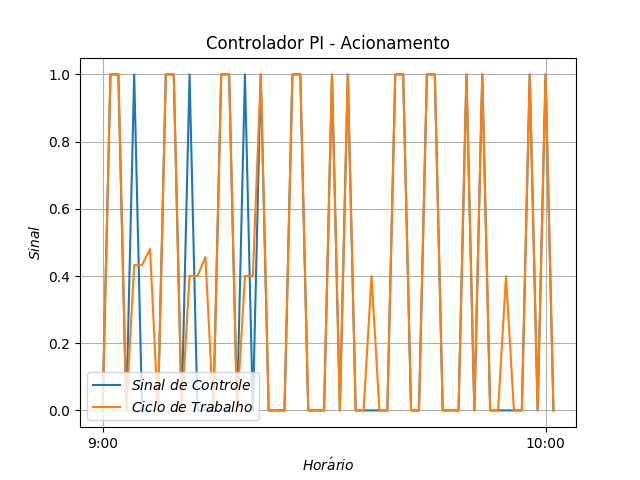 Controlador PI - Acionamento
1.0
0.8
0.6
0.4
0.2
0.0
Sinal
Sinal de Controle
Ciclo de Trabalho
9:00
10:00
Horário